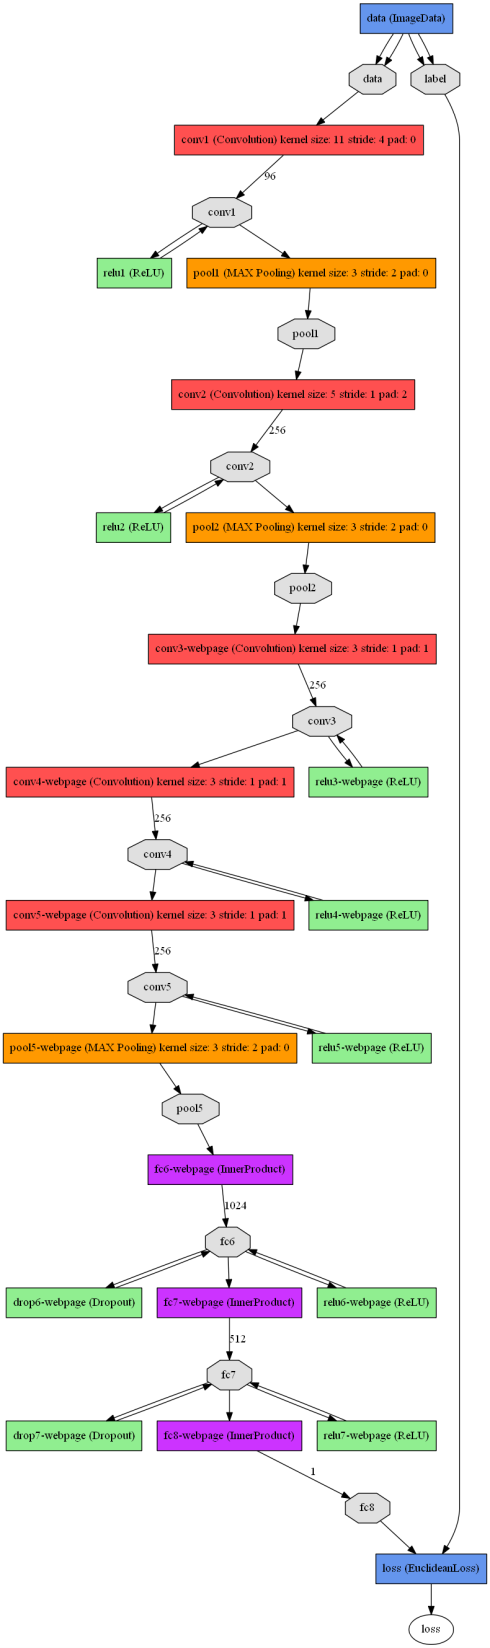 data (ImageData)
data
label
conv1 (Convolution) kernel size: 11 stride: 4 pad: 0
96
conv1
relu1 (ReLU)
pool1 (MAX Pooling) kernel size: 3 stride: 2 pad: 0
pool1
conv2 (Convolution) kernel size: 5 stride: 1 pad: 2
256
conv2
relu2 (ReLU)
pool2 (MAX Pooling) kernel size: 3 stride: 2 pad: 0
pool2
conv3-webpage (Convolution) kernel size: 3 stride: 1 pad: 1
256
conv3
conv4-webpage (Convolution) kernel size: 3 stride: 1 pad: 1
relu3-webpage (ReLU)
256
conv4
conv5-webpage (Convolution) kernel size: 3 stride: 1 pad: 1
relu4-webpage (ReLU)
256
conv5
pool5-webpage (MAX Pooling) kernel size: 3 stride: 2 pad: 0
relu5-webpage (ReLU)
pool5
fc6-webpage (InnerProduct)
1024
fc6
drop6-webpage (Dropout)
fc7-webpage (InnerProduct)
relu6-webpage (ReLU)
512
fc7
drop7-webpage (Dropout)
fc8-webpage (InnerProduct)
relu7-webpage (ReLU)
1
fc8
loss (EuclideanLoss)
loss